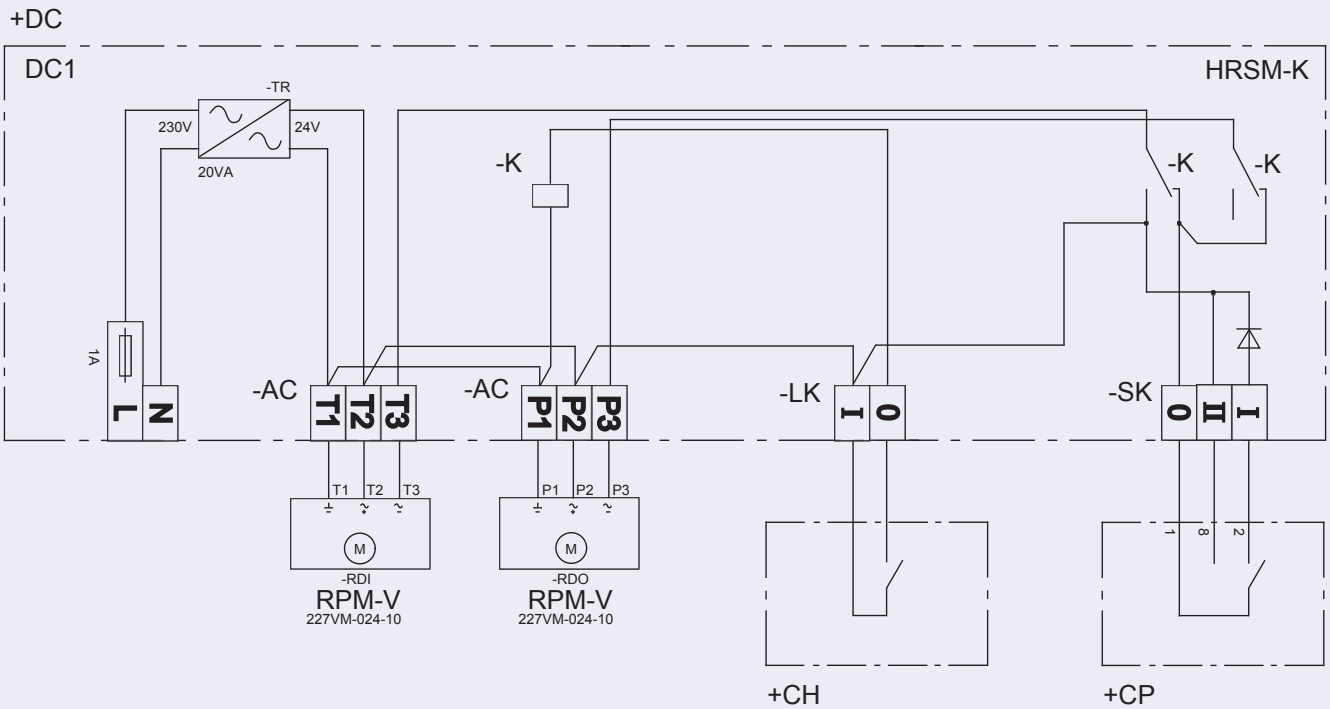 +DC
DC1
HRSM-K
-TR
230V
24V
20VA
-K
-K
-K
1A
L
N
-AC
T1
T2
T3
-AC
P1
P2
P3
-LK
I
0
-SK
0
II
I
T1
T2
T3
P1
P2
P3
M
M
1
8
2
-RDI
-RDO
RPM-V
RPM-V
227VM-024-10
227VM-024-10
+CH
+CP